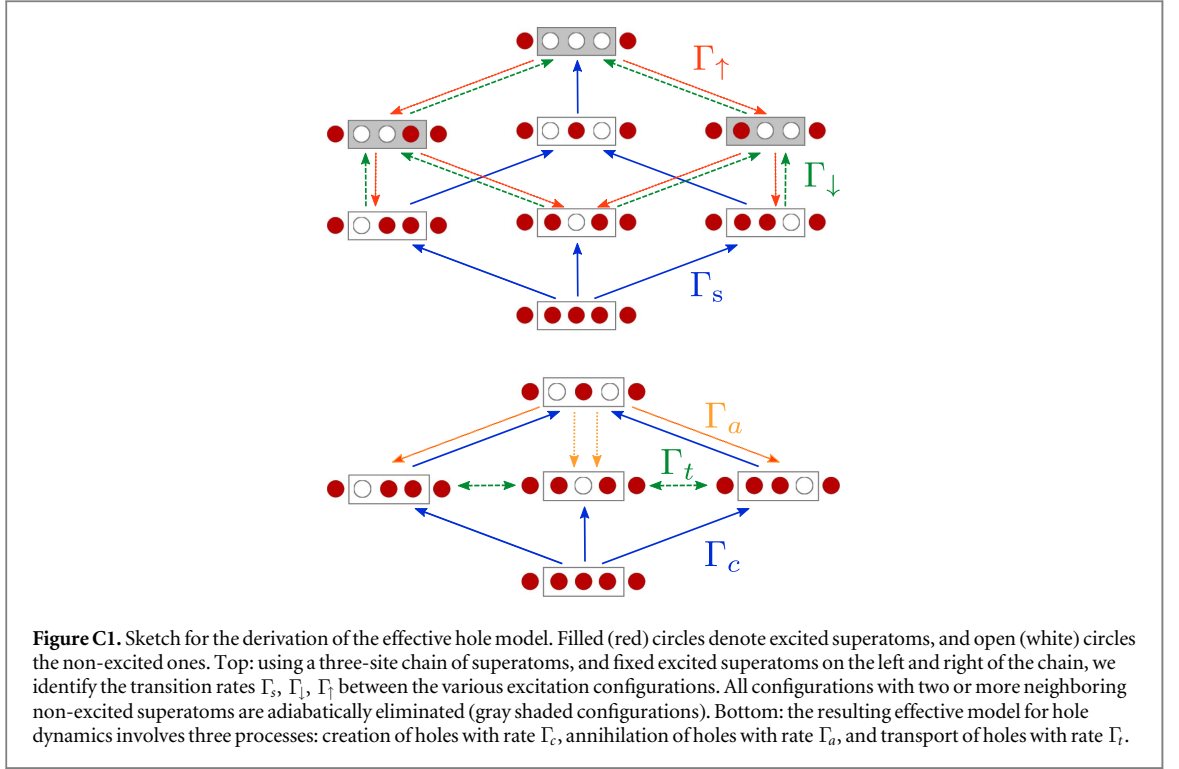 Γ↑
Γ↓
Γs
Γa
Γt
Γc
Figure C1. Sketch for the derivation of the effective hole model. Filled (red) circles denote excited superatoms, and open (white) circles
the non-excited ones. Top: using a three-site chain of superatoms, and fixed excited superatoms on the left and right of the chain, we
identify the transition rates Γs, Γ↓, Γ↑ between the various excitation configurations. All configurations with two or more neighboring
non-excited superatoms are adiabatically eliminated (gray shaded configurations). Bottom: the resulting effective model for hole
dynamics involves three processes: creation of holes with rate Γc, annihilation of holes with rate Γa, and transport of holes with rate Γt.